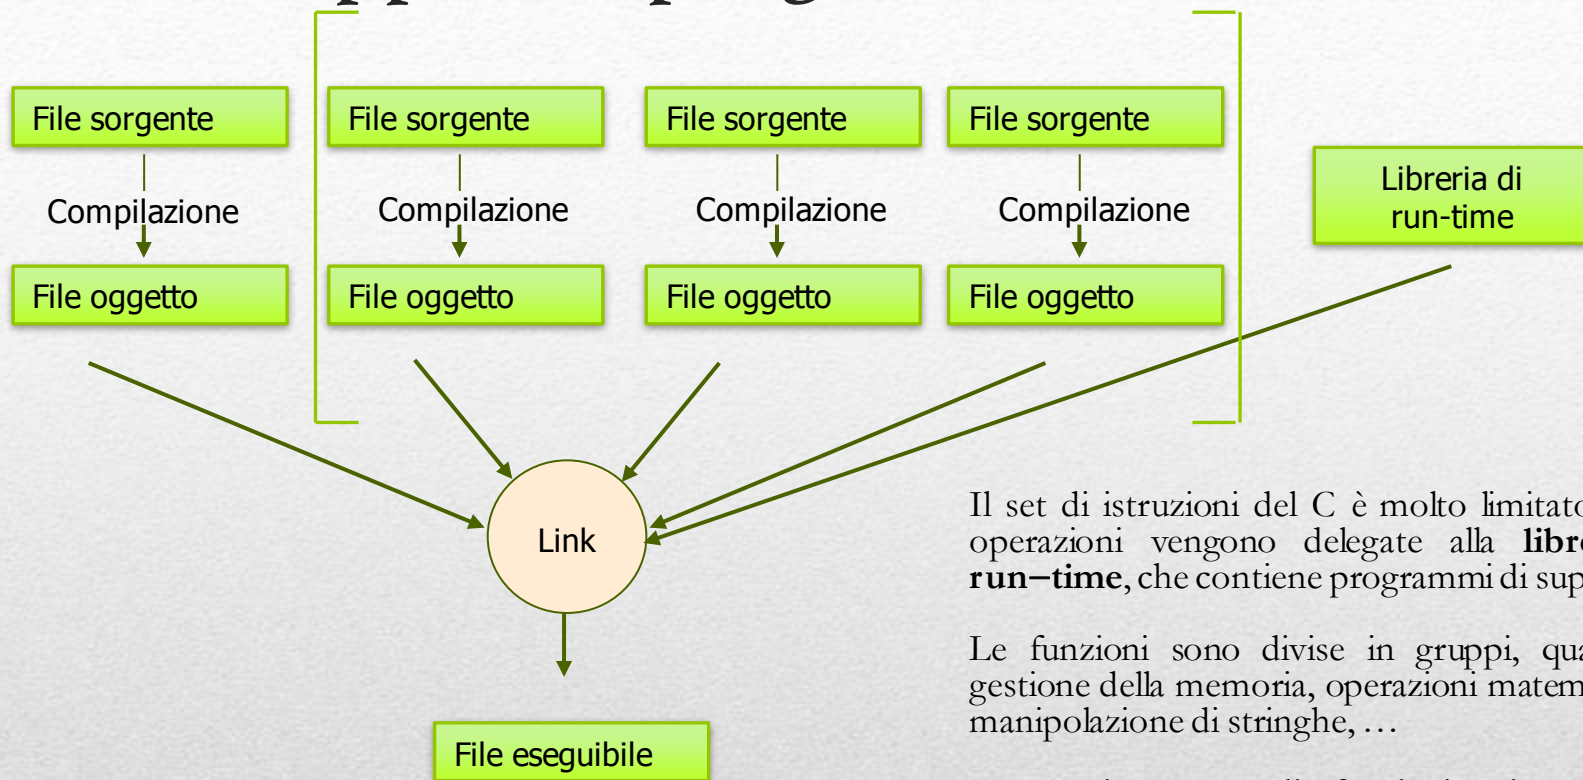 File sorgente
File sorgente
File sorgente
File sorgente
Compilazione
Compilazione
Compilazione
Compilazione
Libreria di
run-time
File oggetto
File oggetto
File oggetto
File oggetto
Link
File eseguibile
Il set di istruzioni del C è molto limitato
operazioni vengono delegate alla
run–time, che contiene programmi di
Le funzioni sono divise in gruppi,
gestione della memoria, operazioni
manipolazione di stringhe, …